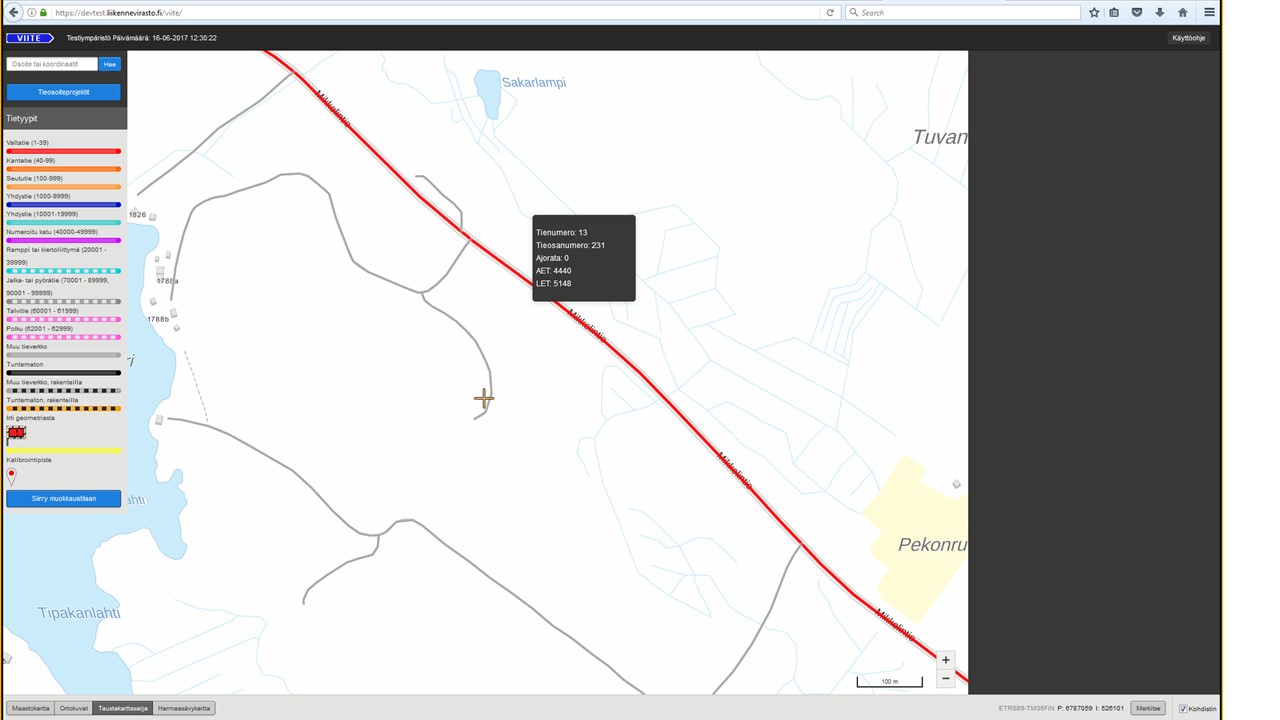 https://devtest.liikennevirasto.fi/viite/
Search
VIITE
Testiympäristö Päivämäärä: 16-06-2017 12:30:22
Käyttöohje
Osoite tai koordinaatit
Hae
Tieosoiteprojektit
Tietyypit
Valtatie (1-39)
Kantatie (40-99)
Seututie (100-999)
Yhdystie (1000-9999)
Yhdystie (10001-19999)
Numeroitu katu (40000-49999)
Ramppi tai kiertoliittymä (20001 -
39999)
Jalka- tai pyörätie (70001 - 89999,
90001 - 99999)
Talvitie (60001 - 61999)
Polku (62001 - 62999)
Muu tieverkko
Tuntematon
Muu tieverkko, rakenteilla
Tuntematon, rakenteilla
Irti geometriasta
Kalibrointipiste
Siirry muokkaustilaan
Sakarlampi
Mikkelintie
Tuvan
1826
1788a
1788b
Tienumero: 13
Tieosanumero: 231
Ajorata: 0
AET: 4440
LET: 5148
Mikkelintie
ri
Mikkelintie
ahti
Pekonru
Tipakanlahti
Mikkelintie
+
−
100 m
Maastokartta
Ortokuvat
Taustakarttasarja
Harmaasävykartta
ETRS89-TM35FIN P: 6787059 I: 526101
Merkitse
Kohdistin